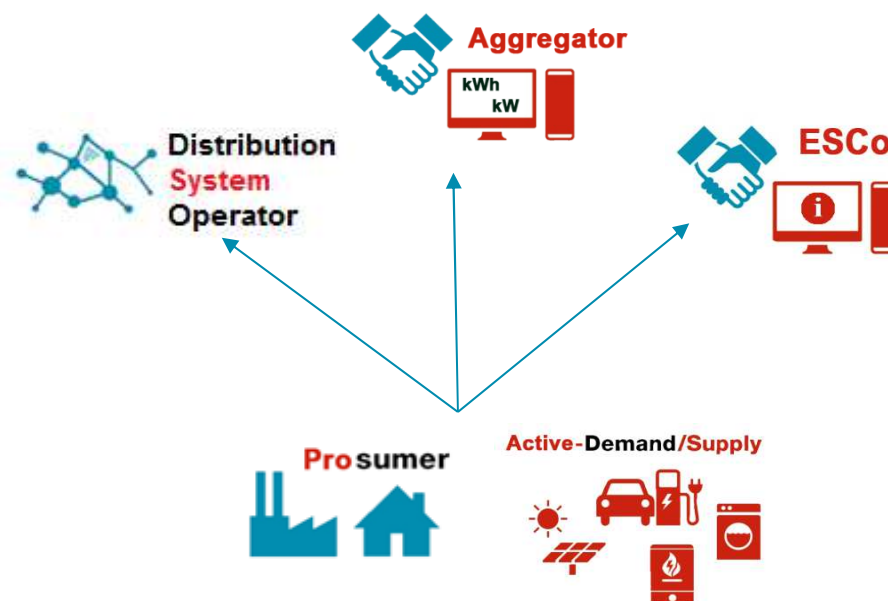 Aggregator
kWh
kW
Distribution
System
Operator
ESCo
i
Prosumer
Active-Demand/Supply